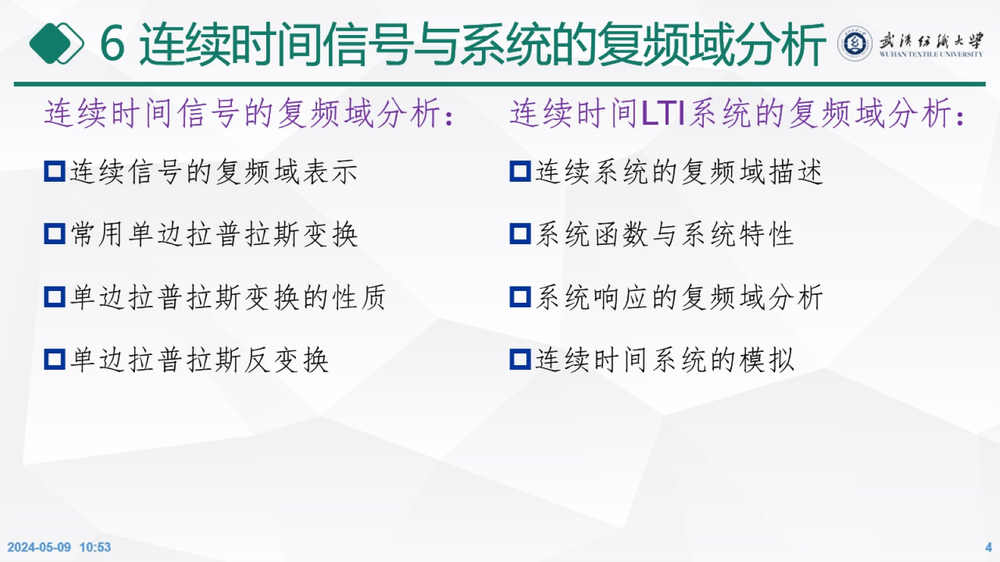 6 连续时间信号与系统的复频域分析
武汉纺织大学
WUHAN TEXTILE UNIVERSITY
连续时间信号的复频域分析：
连续信号的复频域表示
常用单边拉普拉斯变换
单边拉普拉斯变换的性质
单边拉普拉斯反变换
连续时间LTI系统的复频域分析：
连续系统的复频域描述
系统函数与系统特性
系统响应的复频域分析
连续时间系统的模拟
2024-05-09 10:53
4